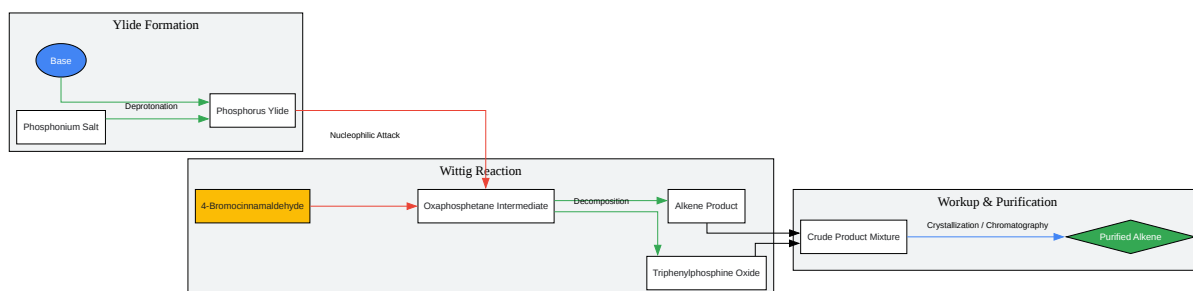 Ylide Formation
Base
Deprotonation
Phosphorus Ylide
Phosphonium Salt
Nucleophilic Attack
Wittig Reaction
4-Bromocinnamaldehyde
Oxaphosphetane Intermediate
Decomposition
Alkene Product
Triphenylphosphine Oxide
Workup & Purification
Crude Product Mixture
Crystallization / Chromatography
Purified Alkene